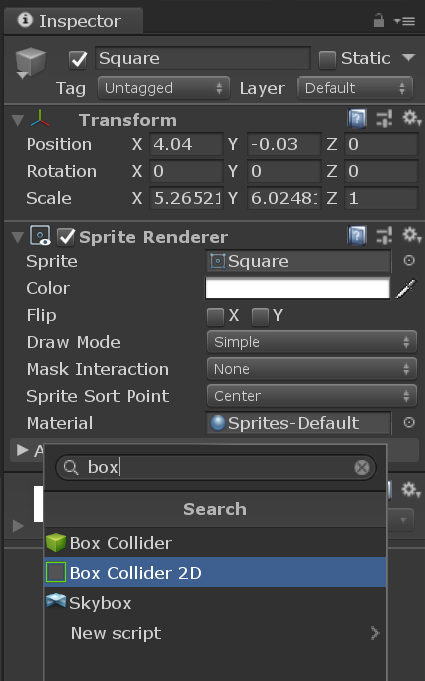 Inspector
Square Static
Tag Untagged Layer Default
Transform
Position X 4.04 Y -0.03 Z 0
Rotation X 0 Y 0 Z 0
Scale X 5.26521 Y 6.02481 Z 1
Sprite Renderer
Sprite Square
Color
Flip X Y
Draw Mode Simple
Mask Interaction None
Sprite Sort Point Center
Material Sprites-Default
box
Search
Box Collider
Box Collider 2D
Skybox
New script